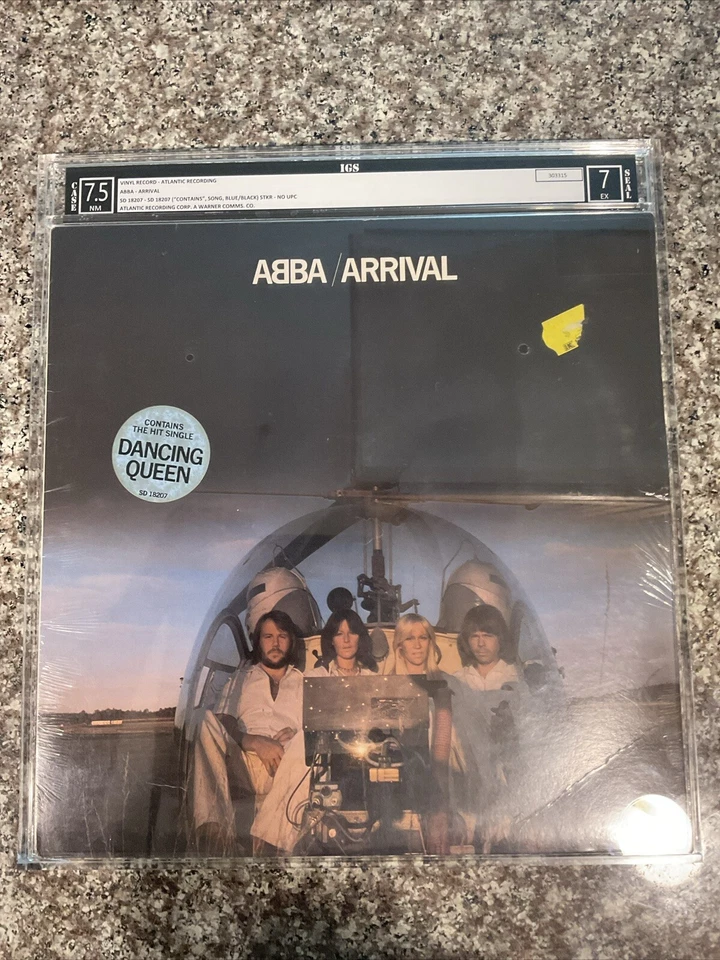 IGS
CASE
7.5
NM
VINYL RECORD - ATLANTIC RECORDING
ABBA - ARRIVAL
SD 18207 - SD 18207 ("CONTAINS", SONG, BLUE/BLACK) STKR - NO UPC
ATLANTIC RECORDING CORP. A WARNER COMMS. CO.
303315
7
EX
SEAL
AᗺBA / ARRIVAL
CONTAINS
THE HIT SINGLE
DANCING
QUEEN
SD 18207